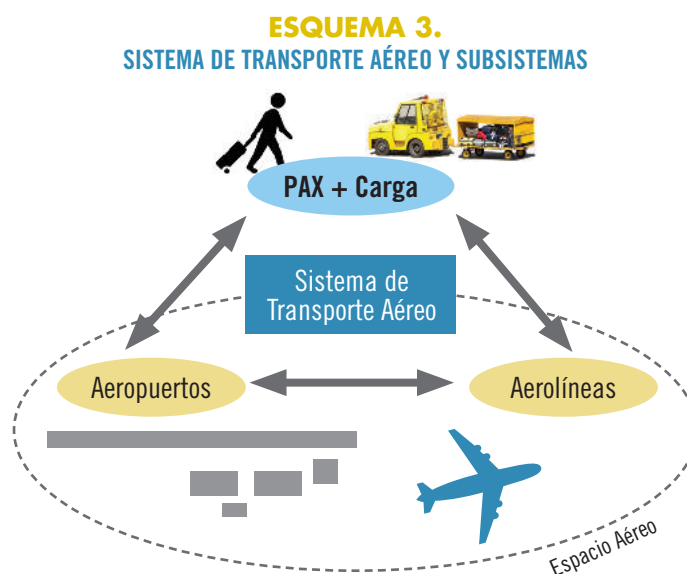 ESQUEMA 3.
SISTEMA DE TRANSPORTE AÉREO Y SUBSISTEMAS
PAX + Carga
Sistema de
Transporte Aéreo
Aeropuertos
Aerolíneas
Espacio Aéreo